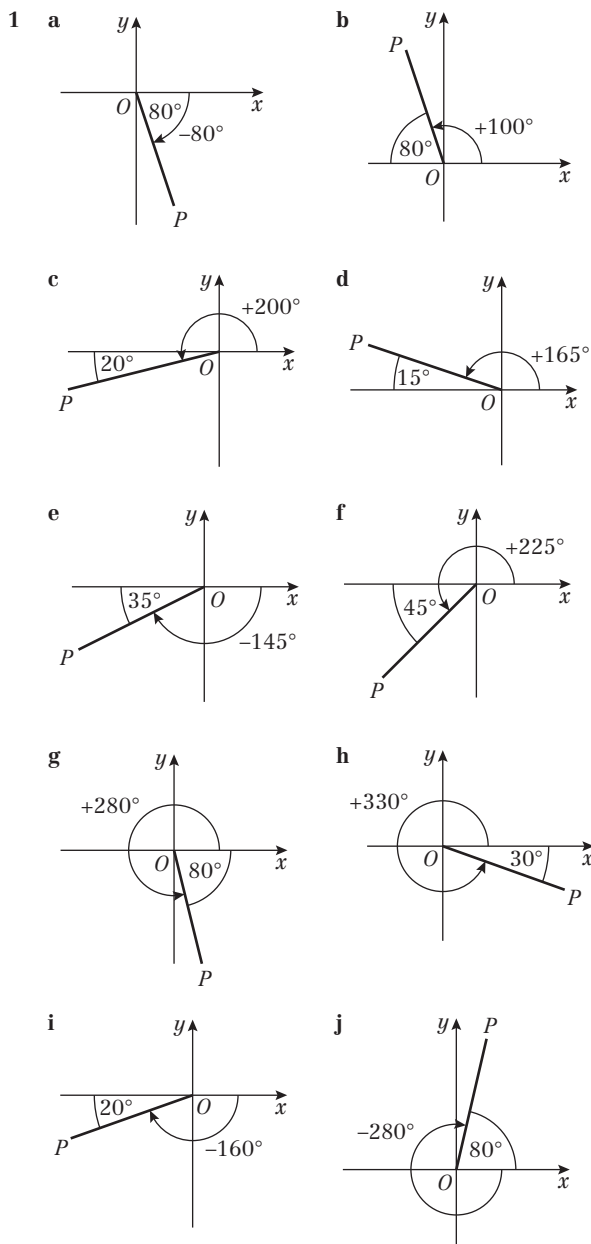 1 a y b y
P
O 80° x
–80° +100°
80°
P O x
c y d y
+200°
P +165°
20° O x 15°
P O x
e y f y
+225°
35° O x 45° O x
P –145°
P
g y h y
+280° +330°
O 80° x O 30° x
P
P
i y j y P
20° O x –280°
P –160° 80°
O x